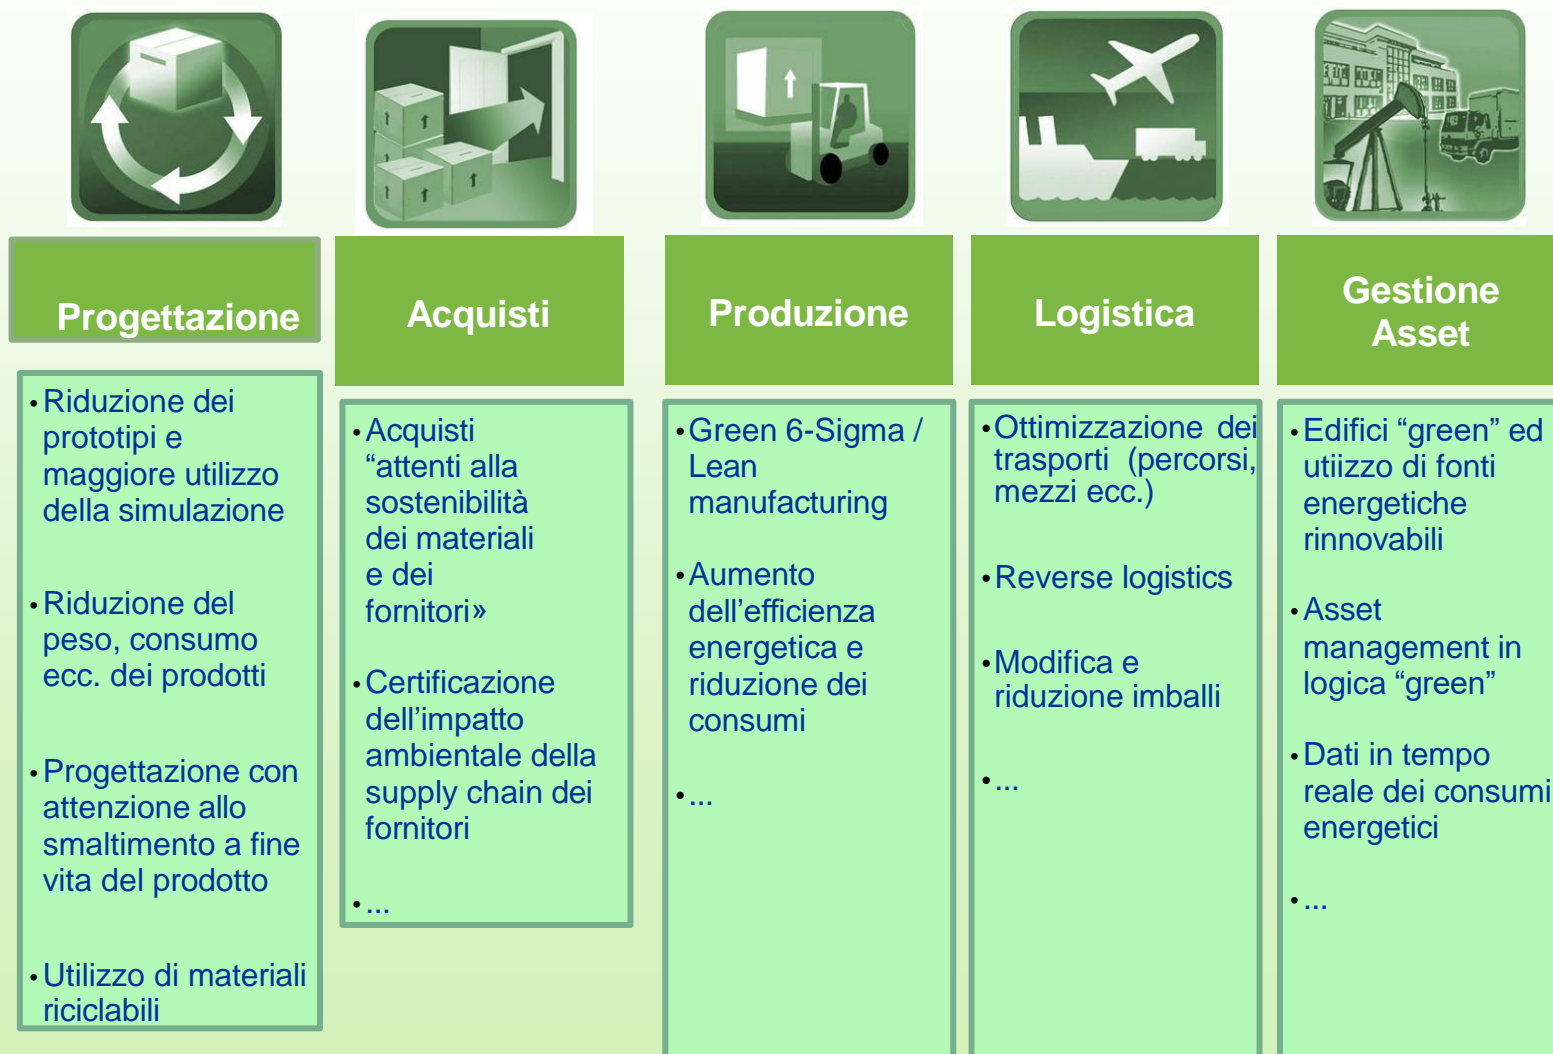 Progettazione
• Riduzione dei
prototipi e
maggiore utilizzo
della simulazione
• Riduzione del
peso, consumo
ecc. dei prodotti
• Progettazione con
attenzione allo
smaltimento a fine
vita del prodotto
• Utilizzo di materiali
riciclabili
Acquisti
• Acquisti
“attenti alla
sostenibilità
dei materiali
e dei
fornitori»
• Certificazione
dell’impatto
ambientale della
supply chain dei
fornitori
• ...
Produzione
• Green 6-Sigma /
Lean
manufacturing
• Aumento
dell’efficienza
energetica e
riduzione dei
consumi
• ...
Logistica
• Ottimizzazione dei
trasporti (percorsi,
mezzi ecc.)
• Reverse logistics
• Modifica e
riduzione imballi
• ...
Gestione
Asset
• Edifici “green” ed
utiizzo di fonti
energetiche
rinnovabili
• Asset
management in
logica “green”
• Dati in tempo
reale dei consumi
energetici
• ...